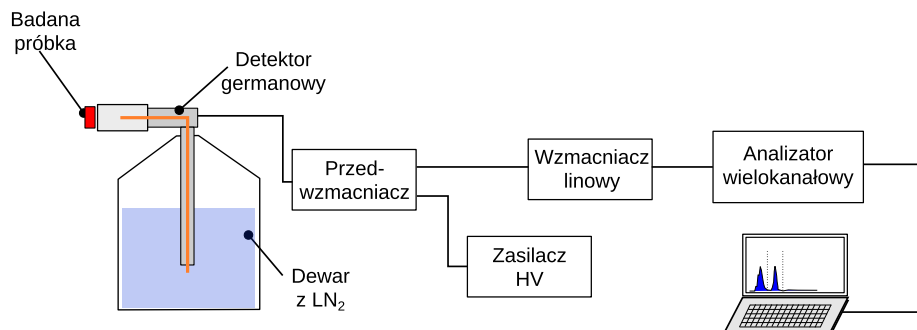 Badana
próbka
Detektor
germanowy
Przed-
wzmacniacz
Wzmacniacz
linowy
Analizator
wielokanałowy
Zasilacz
HV
Dewar
z LN₂